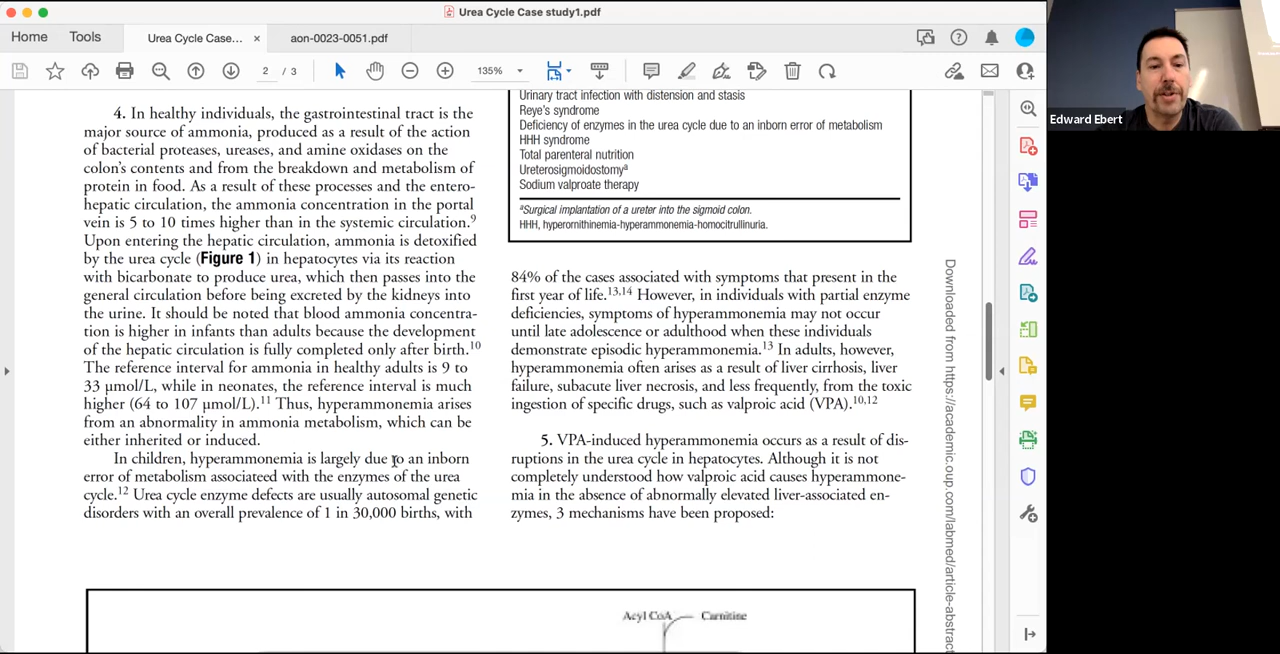 Urea Cycle Case study1.pdf
Home
Tools
Urea Cycle Case...
aon-0023-0051.pdf
2 / 3
135%
4. In healthy individuals, the gastrointestinal tract is the
major source of ammonia, produced as a result of the action
of bacterial proteases, ureases, and amine oxidases on the
colon's contents and from the breakdown and metabolism of
protein in food. As a result of these processes and the entero-
hepatic circulation, the ammonia concentration in the portal
vein is 5 to 10 times higher than in the systemic circulation.9
Upon entering the hepatic circulation, ammonia is detoxified
by the urea cycle (Figure 1) in hepatocytes via its reaction
with bicarbonate to produce urea, which then passes into the
general circulation before being excreted by the kidneys into
the urine. It should be noted that blood ammonia concentra-
tion is higher in infants than adults because the development
of the hepatic circulation is fully completed only after birth.10
The reference interval for ammonia in healthy adults is 9 to
33 µmol/L, while in neonates, the reference interval is much
higher (64 to 107 µmol/L).11 Thus, hyperammonemia arises
from an abnormality in ammonia metabolism, which can be
either inherited or induced.
In children, hyperammonemia is largely due to an inborn
error of metabolism associateed with the enzymes of the urea
cycle.12 Urea cycle enzyme defects are usually autosomal genetic
disorders with an overall prevalence of 1 in 30,000 births, with
Urinary tract infection with distension and stasis
Reye's syndrome
Deficiency of enzymes in the urea cycle due to an inborn error of metabolism
HHH syndrome
Total parenteral nutrition
Ureterosigmoidostomya
Sodium valproate therapy
aSurgical implantation of a ureter into the sigmoid colon.
HHH, hyperornithinemia-hyperammonemia-homocitrullinuria.
84% of the cases associated with symptoms that present in the
first year of life.13,14 However, in individuals with partial enzyme
deficiencies, symptoms of hyperammonemia may not occur
until late adolescence or adulthood when these individuals
demonstrate episodic hyperammonemia.13 In adults, however,
hyperammonemia often arises as a result of liver cirrhosis, liver
failure, subacute liver necrosis, and less frequently, from the toxic
ingestion of specific drugs, such as valproic acid (VPA).10,12
5. VPA-induced hyperammonemia occurs as a result of dis-
ruptions in the urea cycle in hepatocytes. Although it is not
completely understood how valproic acid causes hyperammone-
mia in the absence of abnormally elevated liver-associated en-
zymes, 3 mechanisms have been proposed:
Acyl CoA
Carnitine
Downloaded from https://academic.oup.com/labmed/article-abstract
Edward Ebert